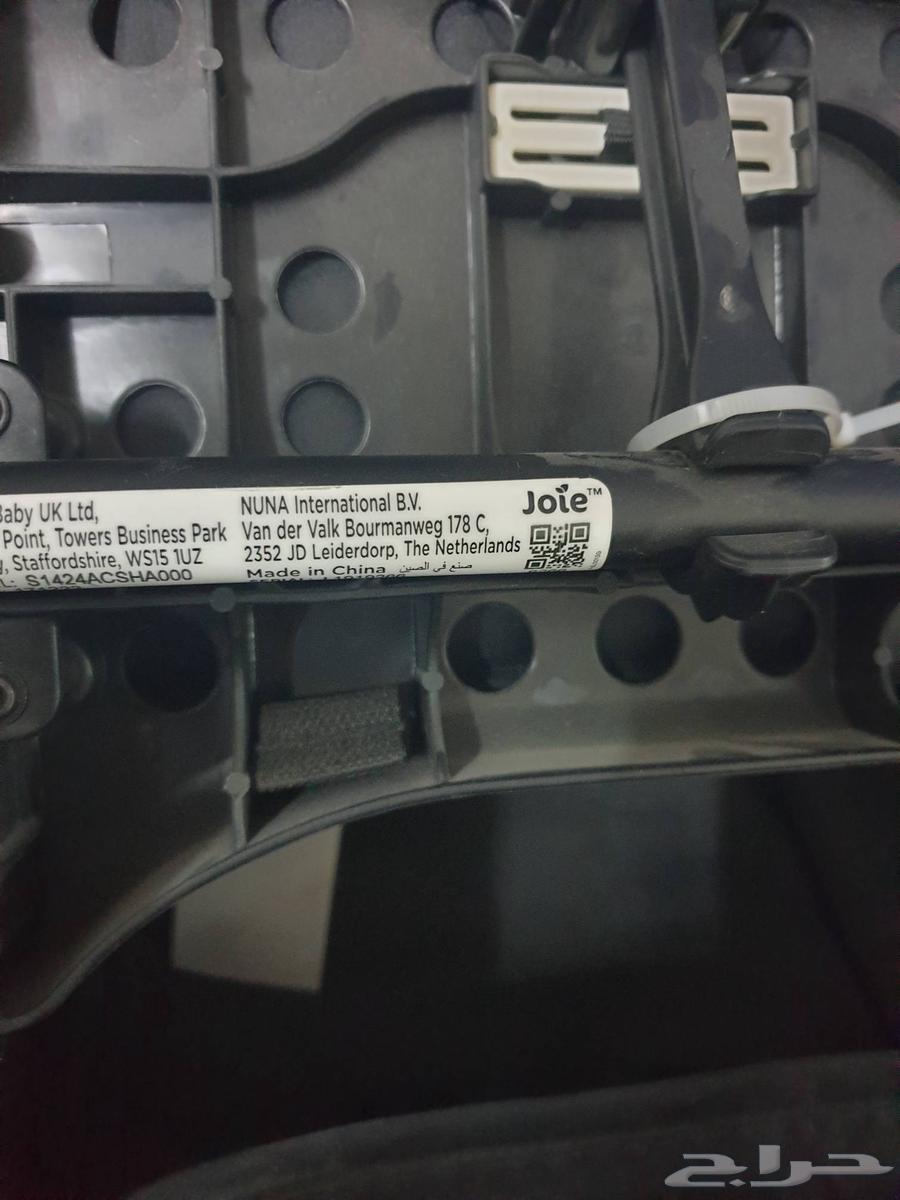 Baby UK Ltd,
Point, Towers Business Park
, Staffordshire, WS15 1UZ
: S1424ACSHA000
NUNA International B.V.
Van der Valk Bourmanweg 178 C,
2352 JD Leiderdorp, The Netherlands
Made in China صنع في الصين
Joie™
حراج